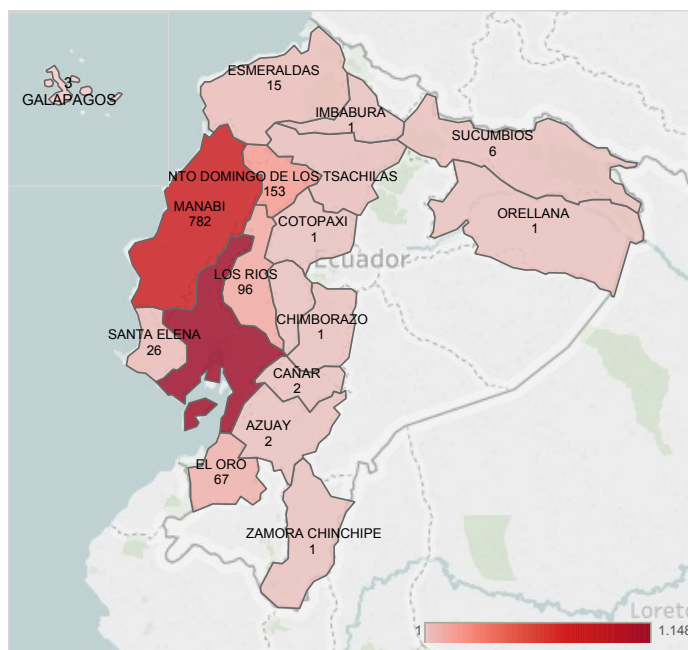 ESMERALDAS
15
3
GALAPAGOS
IMBABURA
1
SUCUMBIOS
6
NTO DOMINGO DE LOS TSACHILAS
153
MANABI
782
ORELLANA
1
COTOPAXI
1
Ecuador
LOS RIOS
96
SANTA ELENA
26
CHIMBORAZO
1
CAÑAR
2
AZUAY
2
EL ORO
67
ZAMORA CHINCHIPE
1
Loreto
1
1.148